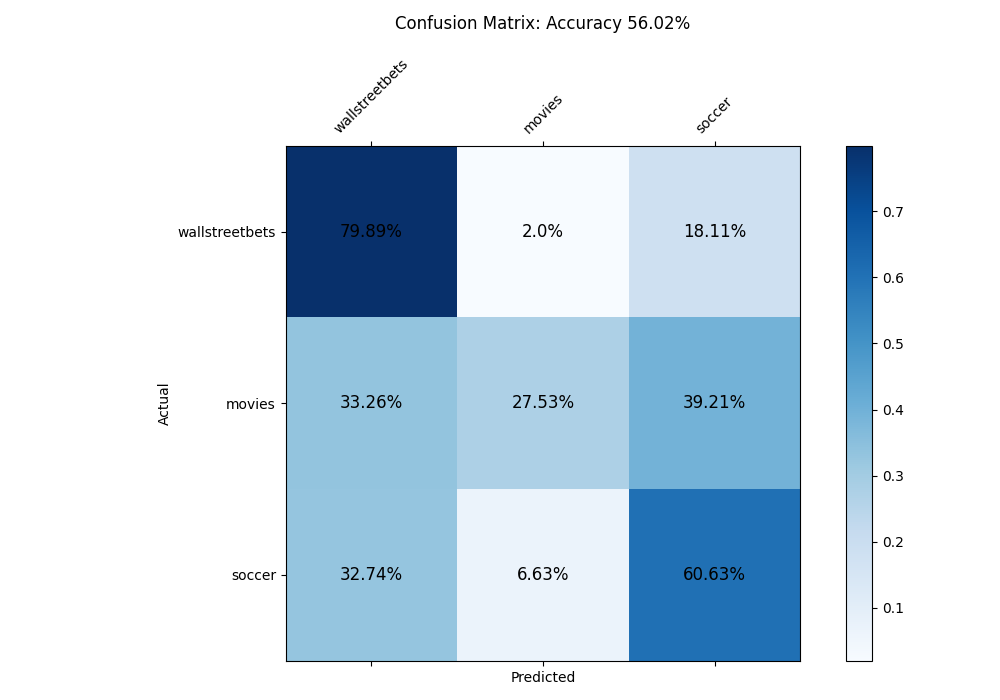 Confusion Matrix: Accuracy 56.02%
wallstreetbets
movies
soccer
wallstreetbets 79.89% 2.0% 18.11%
movies 33.26% 27.53% 39.21%
soccer 32.74% 6.63% 60.63%
Actual
Predicted
0.7
0.6
0.5
0.4
0.3
0.2
0.1